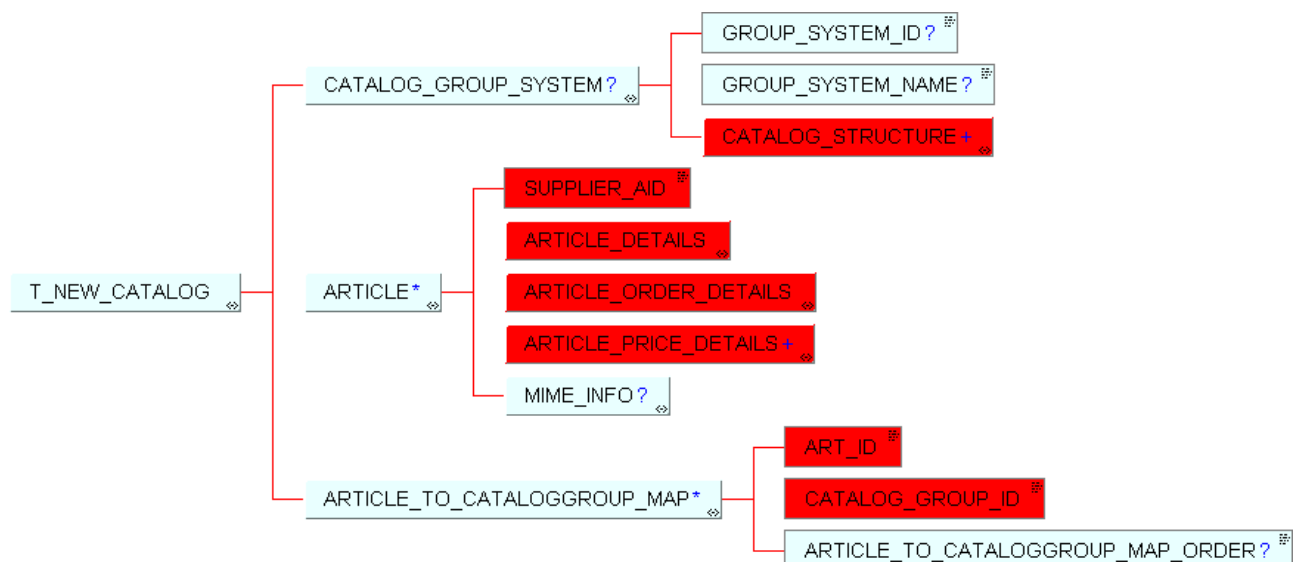 GROUP_SYSTEM_ID?
CATALOG_GROUP_SYSTEM?
GROUP_SYSTEM_NAME?
CATALOG_STRUCTURE+
SUPPLIER_AID
ARTICLE_DETAILS
T_NEW_CATALOG
ARTICLE*
ARTICLE_ORDER_DETAILS
ARTICLE_PRICE_DETAILS+
MIME_INFO?
ART_ID
ARTICLE_TO_CATALOGGROUP_MAP*
CATALOG_GROUP_ID
ARTICLE_TO_CATALOGGROUP_MAP_ORDER?